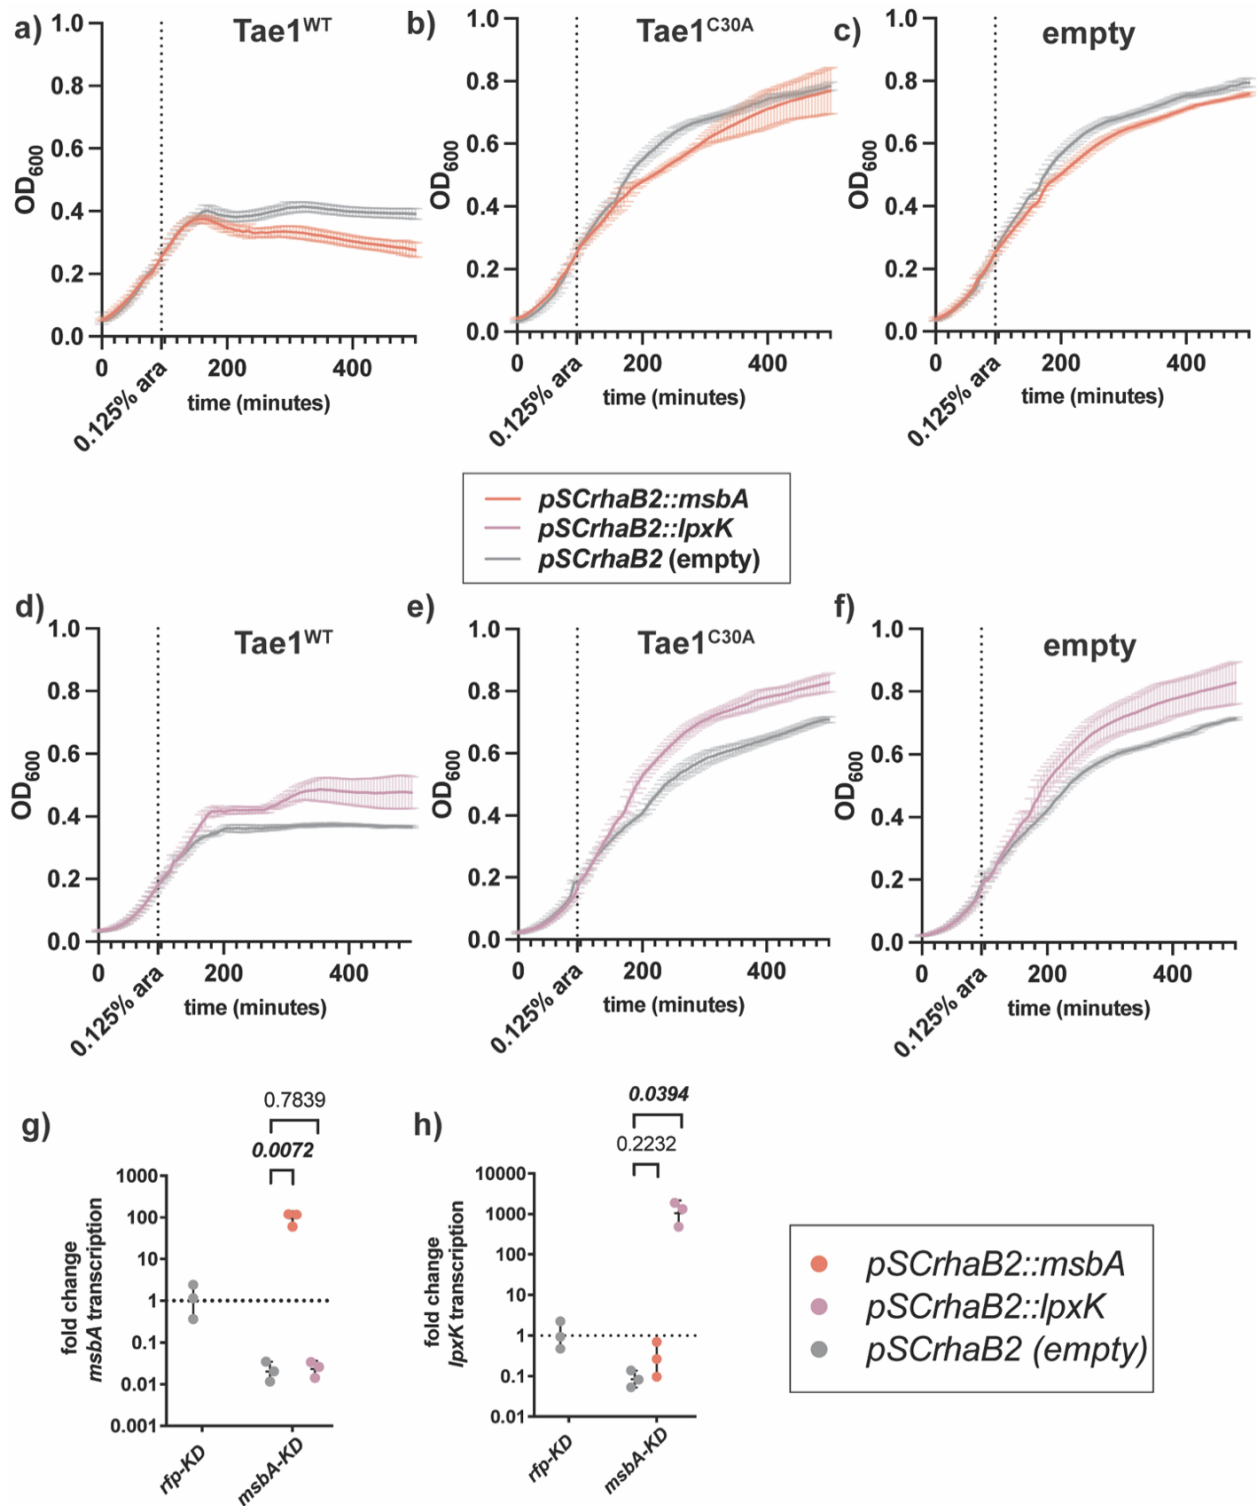 a)
Tae1WT
b)
Tae1C30A
c)
empty
1.0
0.8
0.6
0.4
0.2
0.0
OD600
0
200
400
0.125% ara
time (minutes)
1.0
0.8
0.6
0.4
0.2
0.0
OD600
0
200
400
0.125% ara
time (minutes)
1.0
0.8
0.6
0.4
0.2
0.0
OD600
0
200
400
0.125% ara
time (minutes)
pSCrhaB2::msbA
pSCrhaB2::lpxK
pSCrhaB2 (empty)
d)
Tae1WT
e)
Tae1C30A
f)
empty
1.0
0.8
0.6
0.4
0.2
0.0
OD600
0
200
400
0.125% ara
time (minutes)
1.0
0.8
0.6
0.4
0.2
0.0
OD600
0
200
400
0.125% ara
time (minutes)
1.0
0.8
0.6
0.4
0.2
0.0
OD600
0
200
400
0.125% ara
time (minutes)
g)
0.7839
0.0072
1000
100
10
1
0.1
0.01
0.001
fold change
msbA transcription
rfp-KD
msbA-KD
h)
0.0394
0.2232
10000
1000
100
10
1
0.1
0.01
fold change
lpxK transcription
rfp-KD
msbA-KD
pSCrhaB2::msbA
pSCrhaB2::lpxK
pSCrhaB2 (empty)